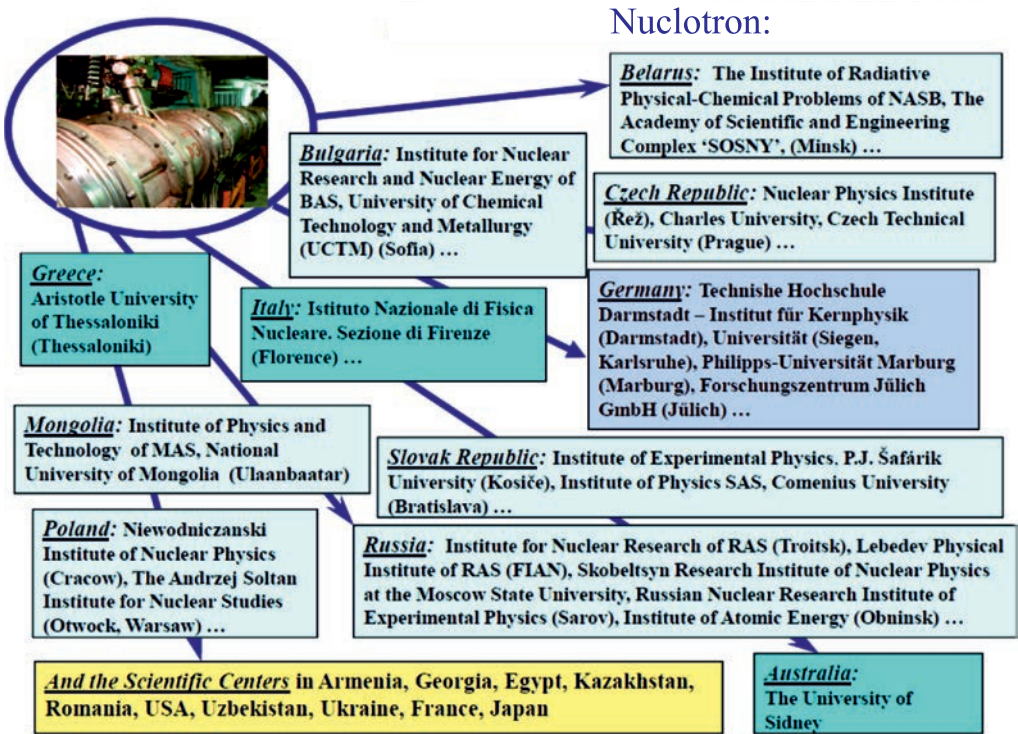 Nuclotron:
Belarus: The Institute of Radiative
Physical-Chemical Problems of NASB, The
Academy of Scientific and Engineering
Complex ‘SOSNY’, (Minsk) …
Bulgaria: Institute for Nuclear
Research and Nuclear Energy of
BAS, University of Chemical
Technology and Metallurgy
(UCTM) (Sofia) …
Czech Republic: Nuclear Physics Institute
(Řež), Charles University, Czech Technical
University (Prague) …
Greece:
Aristotle University
of Thessaloniki
(Thessaloniki)
Italy: Istituto Nazionale di Fisica
Nucleare. Sezione di Firenze
(Florence) …
Germany: Technishe Hochschule
Darmstadt – Institut fűr Kernphysik
(Darmstadt), Universität (Siegen,
Karlsruhe), Philipps-Universität Marburg
(Marburg), Forschungszentrum Jűlich
GmbH (Jűlich) …
Mongolia: Institute of Physics and
Technology of MAS, National
University of Mongolia (Ulaanbaatar)
Slovak Republic: Institute of Experimental Physics. P.J. Šafárik
University (Kosiče), Institute of Physics SAS, Comenius University
(Bratislava) …
Poland: Niewodniczanski
Institute of Nuclear Physics
(Cracow), The Andrzej Soltan
Institute for Nuclear Studies
(Otwock, Warsaw) …
Russia: Institute for Nuclear Research of RAS (Troitsk), Lebedev Physical
Institute of RAS (FIAN), Skobeltsyn Research Institute of Nuclear Physics
at the Moscow State University, Russian Nuclear Research Institute of
Experimental Physics (Sarov), Institute of Atomic Energy (Obninsk) …
And the Scientific Centers in Armenia, Georgia, Egypt, Kazakhstan,
Romania, USA, Uzbekistan, Ukraine, France, Japan
Australia:
The University of
Sidney